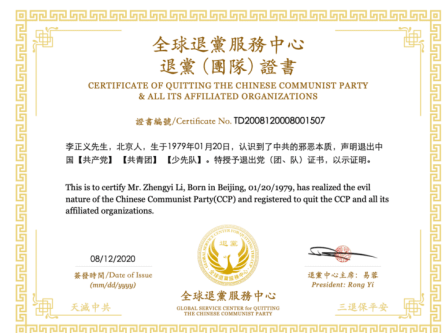 全球退黨服務中心
退黨（團隊）證書
CERTIFICATE OF QUITTING THE CHINESE COMMUNIST PARTY
& ALL ITS AFFILIATED ORGANIZATIONS
證書編號/Certificate No. TD2008120008001507
李正义先生，北京人，生于1979年01月20日，认识到了中共的邪恶本质，声明退出中
国【共产党】【共青团】【少先队】。特授予退出党（团、队）证书，以示证明。
This is to certify Mr. Zhengyi Li, Born in Beijing, 01/20/1979, has realized the evil
nature of the Chinese Communist Party(CCP) and registered to quit the CCP and all its
affiliated organizations.
08/12/2020
簽發時間/Date of Issue
(mm/dd/yyyy)
退黨
全球退黨服務中心
GLOBAL SERVICE CENTER for QUITTING
THE CHINESE COMMUNIST PARTY
退黨中心主席：易蓉
President: Rong Yi
天滅中共
三退保平安